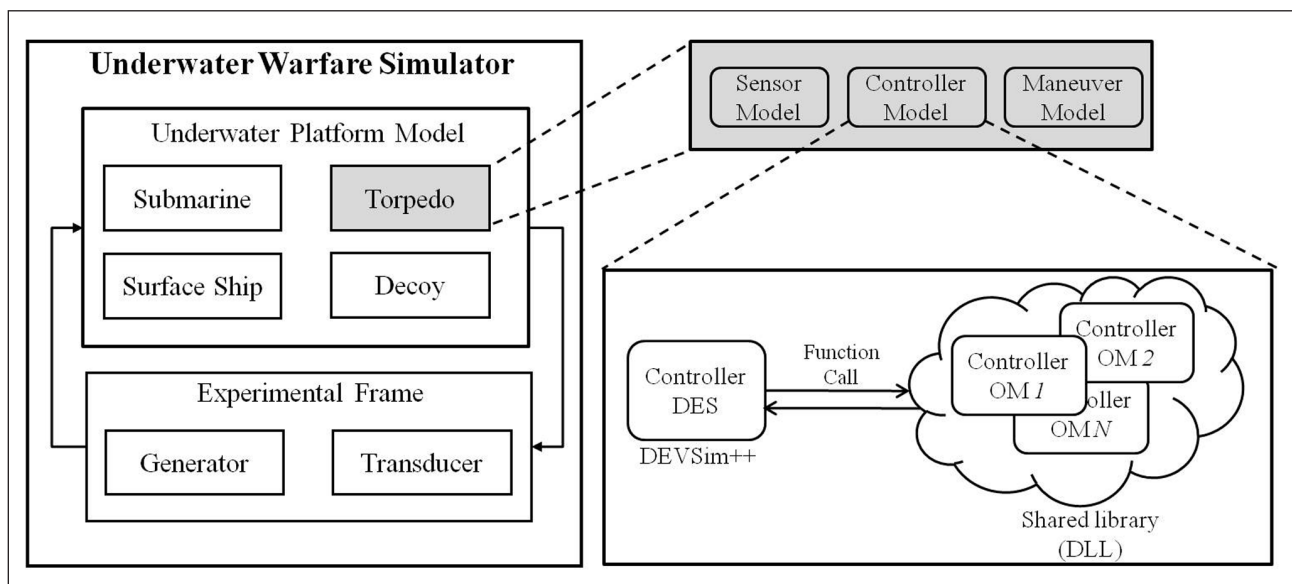 Underwater Warfare Simulator
Underwater Platform Model
Submarine
Torpedo
Surface Ship
Decoy
Experimental Frame
Generator
Transducer
Sensor
Model
Controller
Model
Maneuver
Model
Controller
DES
DEVSim++
Function
Call
Controller
OM 1
Controller
OM 2
oller
OM N
Shared library
(DLL)